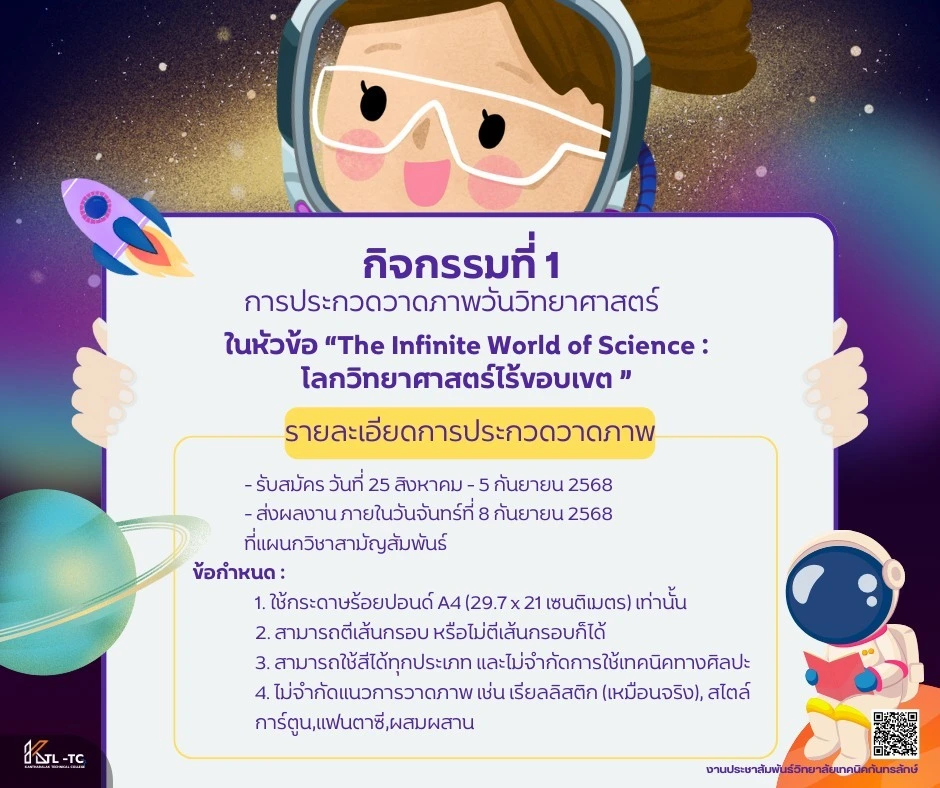 กิจกรรมที่ 1
การประกวดวาดภาพวันวิทยาศาสตร์
ในหัวข้อ “The Infinite World of Science :
โลกวิทยาศาสตร์ไร้ขอบเขต ”
รายละเอียดการประกวดวาดภาพ
- รับสมัคร วันที่ 25 สิงหาคม - 5 กันยายน 2568
- ส่งผลงาน ภายในวันจันทร์ที่ 8 กันยายน 2568
ที่แผนกวิชาสามัญสัมพันธ์
ข้อกำหนด :
1. ใช้กระดาษร้อยปอนด์ A4 (29.7 x 21 เซนติเมตร) เท่านั้น
2. สามารถตีเส้นกรอบ หรือไม่ตีเส้นกรอบก็ได้
3. สามารถใช้สีได้ทุกประเภท และไม่จำกัดการใช้เทคนิคทางศิลปะ
4. ไม่จำกัดแนวการวาดภาพ เช่น เรียลลิสติก (เหมือนจริง), สไตล์
การ์ตูน,แฟนตาซี,ผสมผสาน
KTL -TC
KANTHARALAK TECHNICAL COLLEGE
งานประชาสัมพันธ์วิทยาลัยเทคนิคกันทรลักษ์